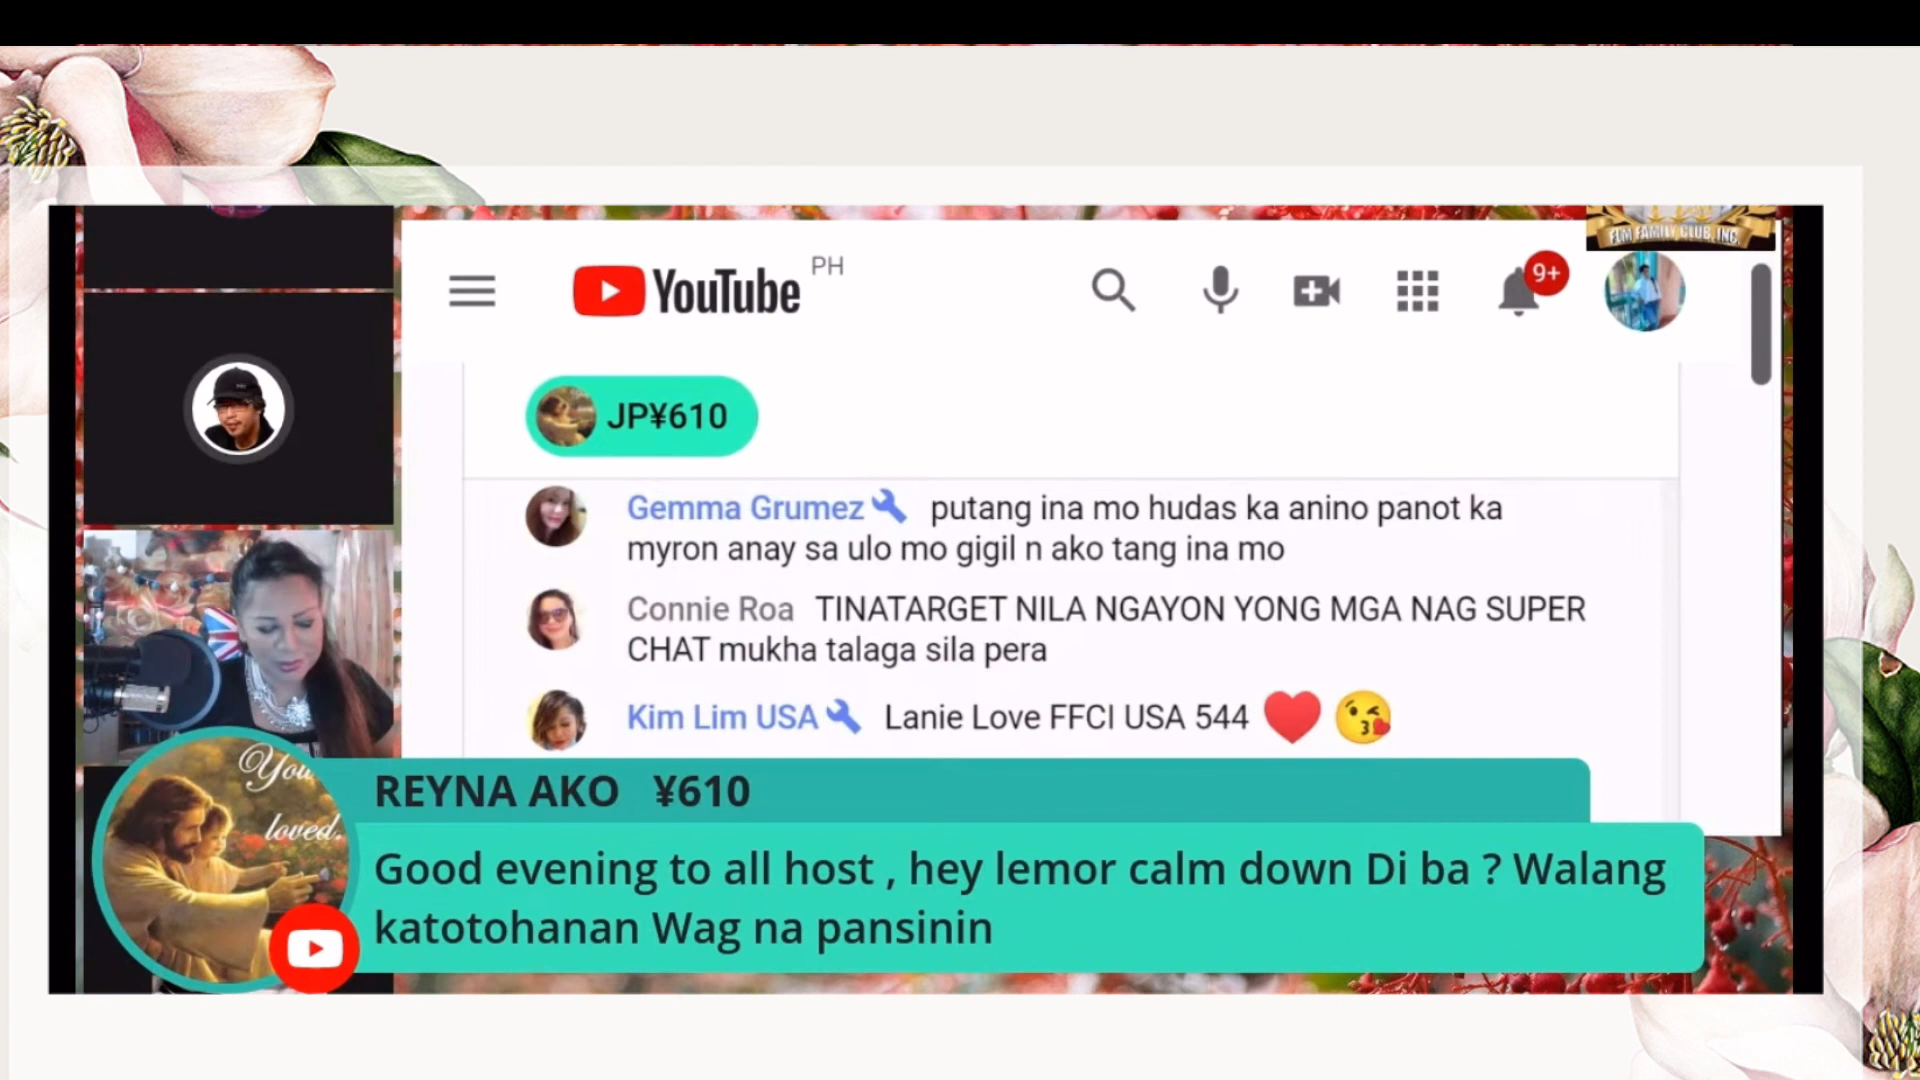 FLM FAMILY CLUB, INC.
YouTube PH
9+
JP¥610
Gemma Grumez putang ina mo hudas ka anino panot ka
myron anay sa ulo mo gigil n ako tang ina mo
Connie Roa TINATARGET NILA NGAYON YONG MGA NAG SUPER
CHAT mukha talaga sila pera
Kim Lim USA Lanie Love FFCI USA 544 ❤️ 😘
You
loved.
REYNA AKO ¥610
Good evening to all host , hey lemor calm down Di ba ? Walang
katotohanan Wag na pansinin